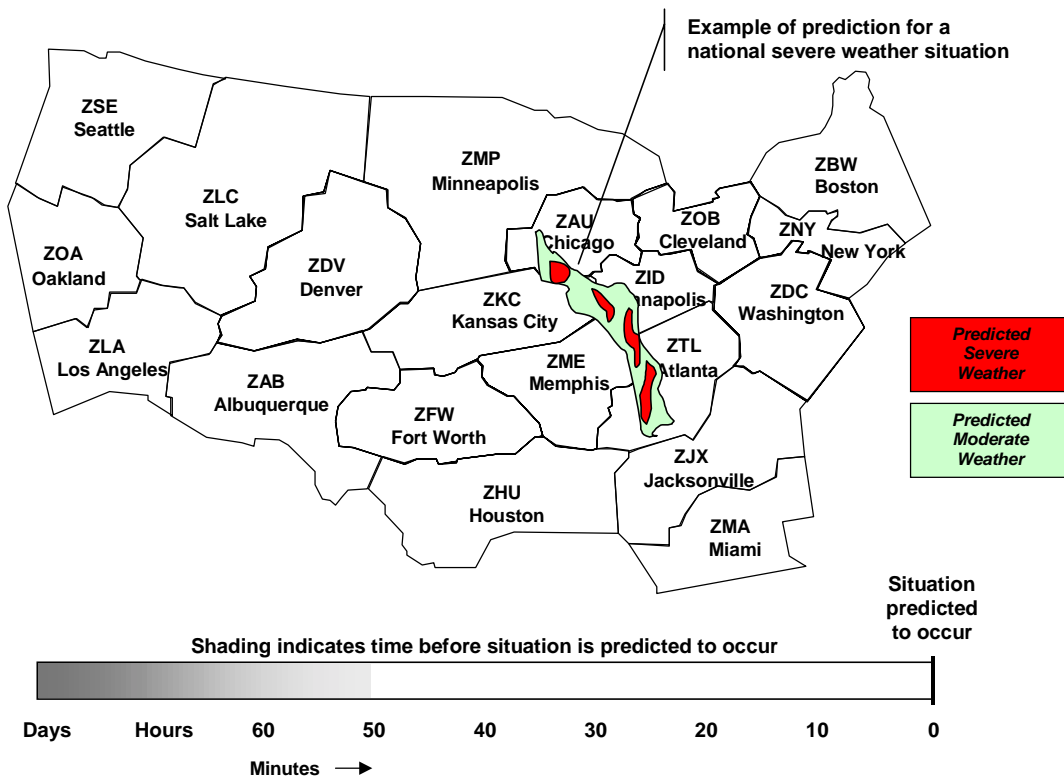 Example of prediction for a
national severe weather situation
ZSE
Seattle
ZMP
Minneapolis
ZBW
Boston
ZLC
Salt Lake
ZAU
Chicago
ZOB
Cleveland
ZNY
New York
ZOA
Oakland
ZDV
Denver
ZID
nnapolis
ZDC
Washington
ZKC
Kansas City
ZLA
Los Angeles
ZTL
Atlanta
ZME
Memphis
ZAB
Albuquerque
ZFW
Fort Worth
ZJX
Jacksonville
ZHU
Houston
ZMA
Miami
Predicted
Severe
Weather
Predicted
Moderate
Weather
Situation
predicted
to occur
Shading indicates time before situation is predicted to occur
Days Hours 60 50 40 30 20 10 0
Minutes